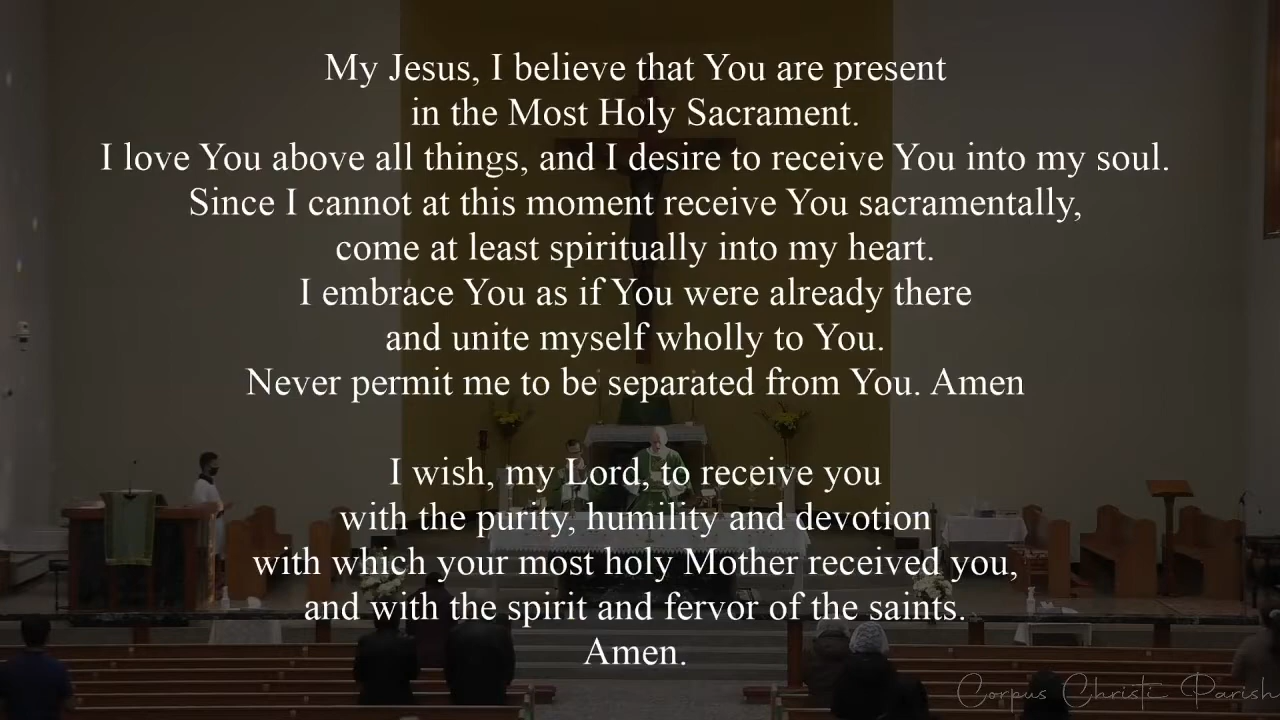 My Jesus, I believe that You are present
in the Most Holy Sacrament.
I love You above all things, and I desire to receive You into my soul.
Since I cannot at this moment receive You sacramentally,
come at least spiritually into my heart.
I embrace You as if You were already there
and unite myself wholly to You.
Never permit me to be separated from You. Amen
I wish, my Lord, to receive you
with the purity, humility and devotion
with which your most holy Mother received you,
and with the spirit and fervor of the saints.
Amen.
Corpus Christi Parish